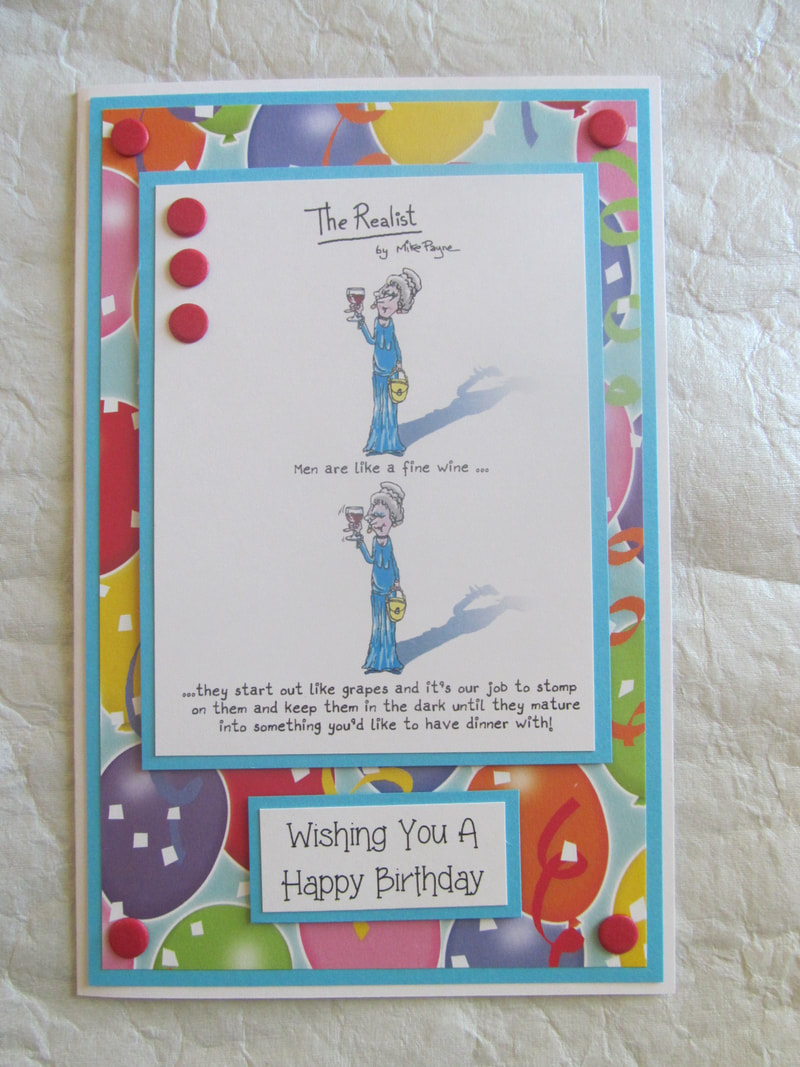 The Realist
by Mike Payne
Men are like a fine wine ...
...they start out like grapes and it's our job to stomp
on them and keep them in the dark until they mature
into something you'd like to have dinner with!
Wishing You A
Happy Birthday